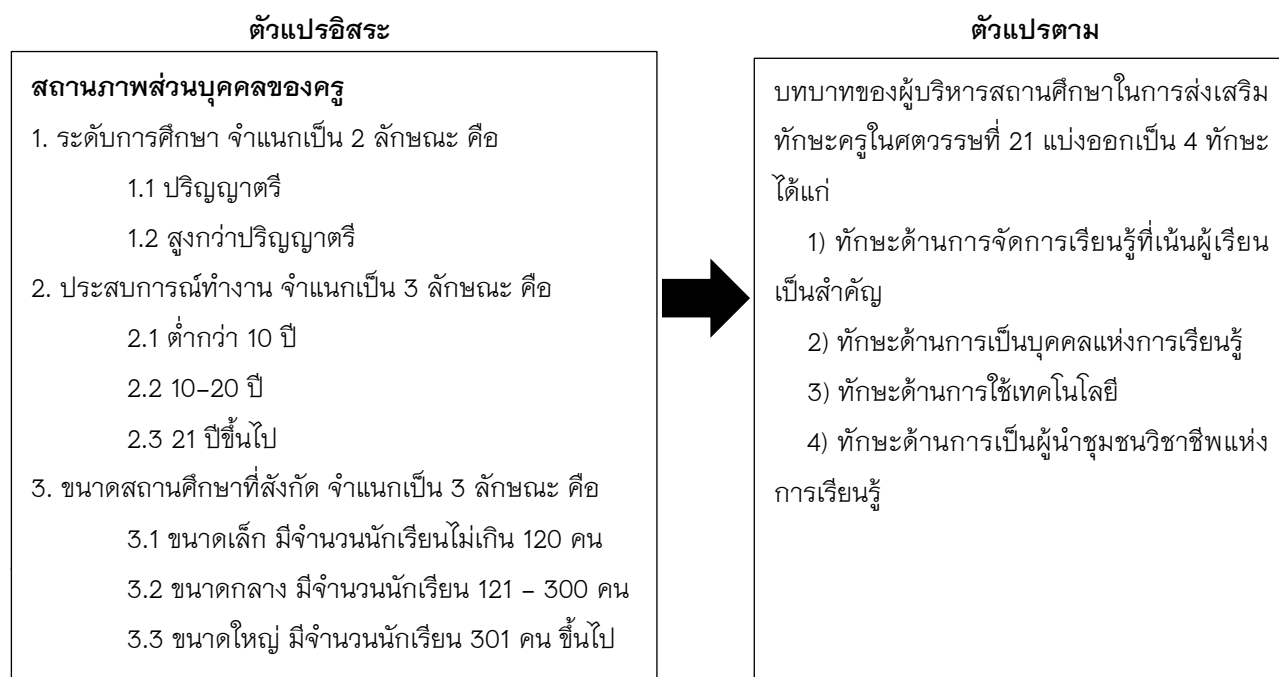 ตัวแปรอิสระ
สถานภาพส่วนบุคคลของครู
1. ระดับการศึกษา จำแนกเป็น 2 ลักษณะ คือ
1.1 ปริญญาตรี
1.2 สูงกว่าปริญญาตรี
2. ประสบการณ์ทำงาน จำแนกเป็น 3 ลักษณะ คือ
2.1 ต่ำกว่า 10 ปี
2.2 10–20 ปี
2.3 21 ปีขึ้นไป
3. ขนาดสถานศึกษาที่สังกัด จำแนกเป็น 3 ลักษณะ คือ
3.1 ขนาดเล็ก มีจำนวนนักเรียนไม่เกิน 120 คน
3.2 ขนาดกลาง มีจำนวนนักเรียน 121 – 300 คน
3.3 ขนาดใหญ่ มีจำนวนนักเรียน 301 คน ขึ้นไป
ตัวแปรตาม
บทบาทของผู้บริหารสถานศึกษาในการส่งเสริม
ทักษะครูในศตวรรษที่ 21 แบ่งออกเป็น 4 ทักษะ
ได้แก่
1) ทักษะด้านการจัดการเรียนรู้ที่เน้นผู้เรียน
เป็นสำคัญ
2) ทักษะด้านการเป็นบุคคลแห่งการเรียนรู้
3) ทักษะด้านการใช้เทคโนโลยี
4) ทักษะด้านการเป็นผู้นำชุมชนวิชาชีพแห่ง
การเรียนรู้